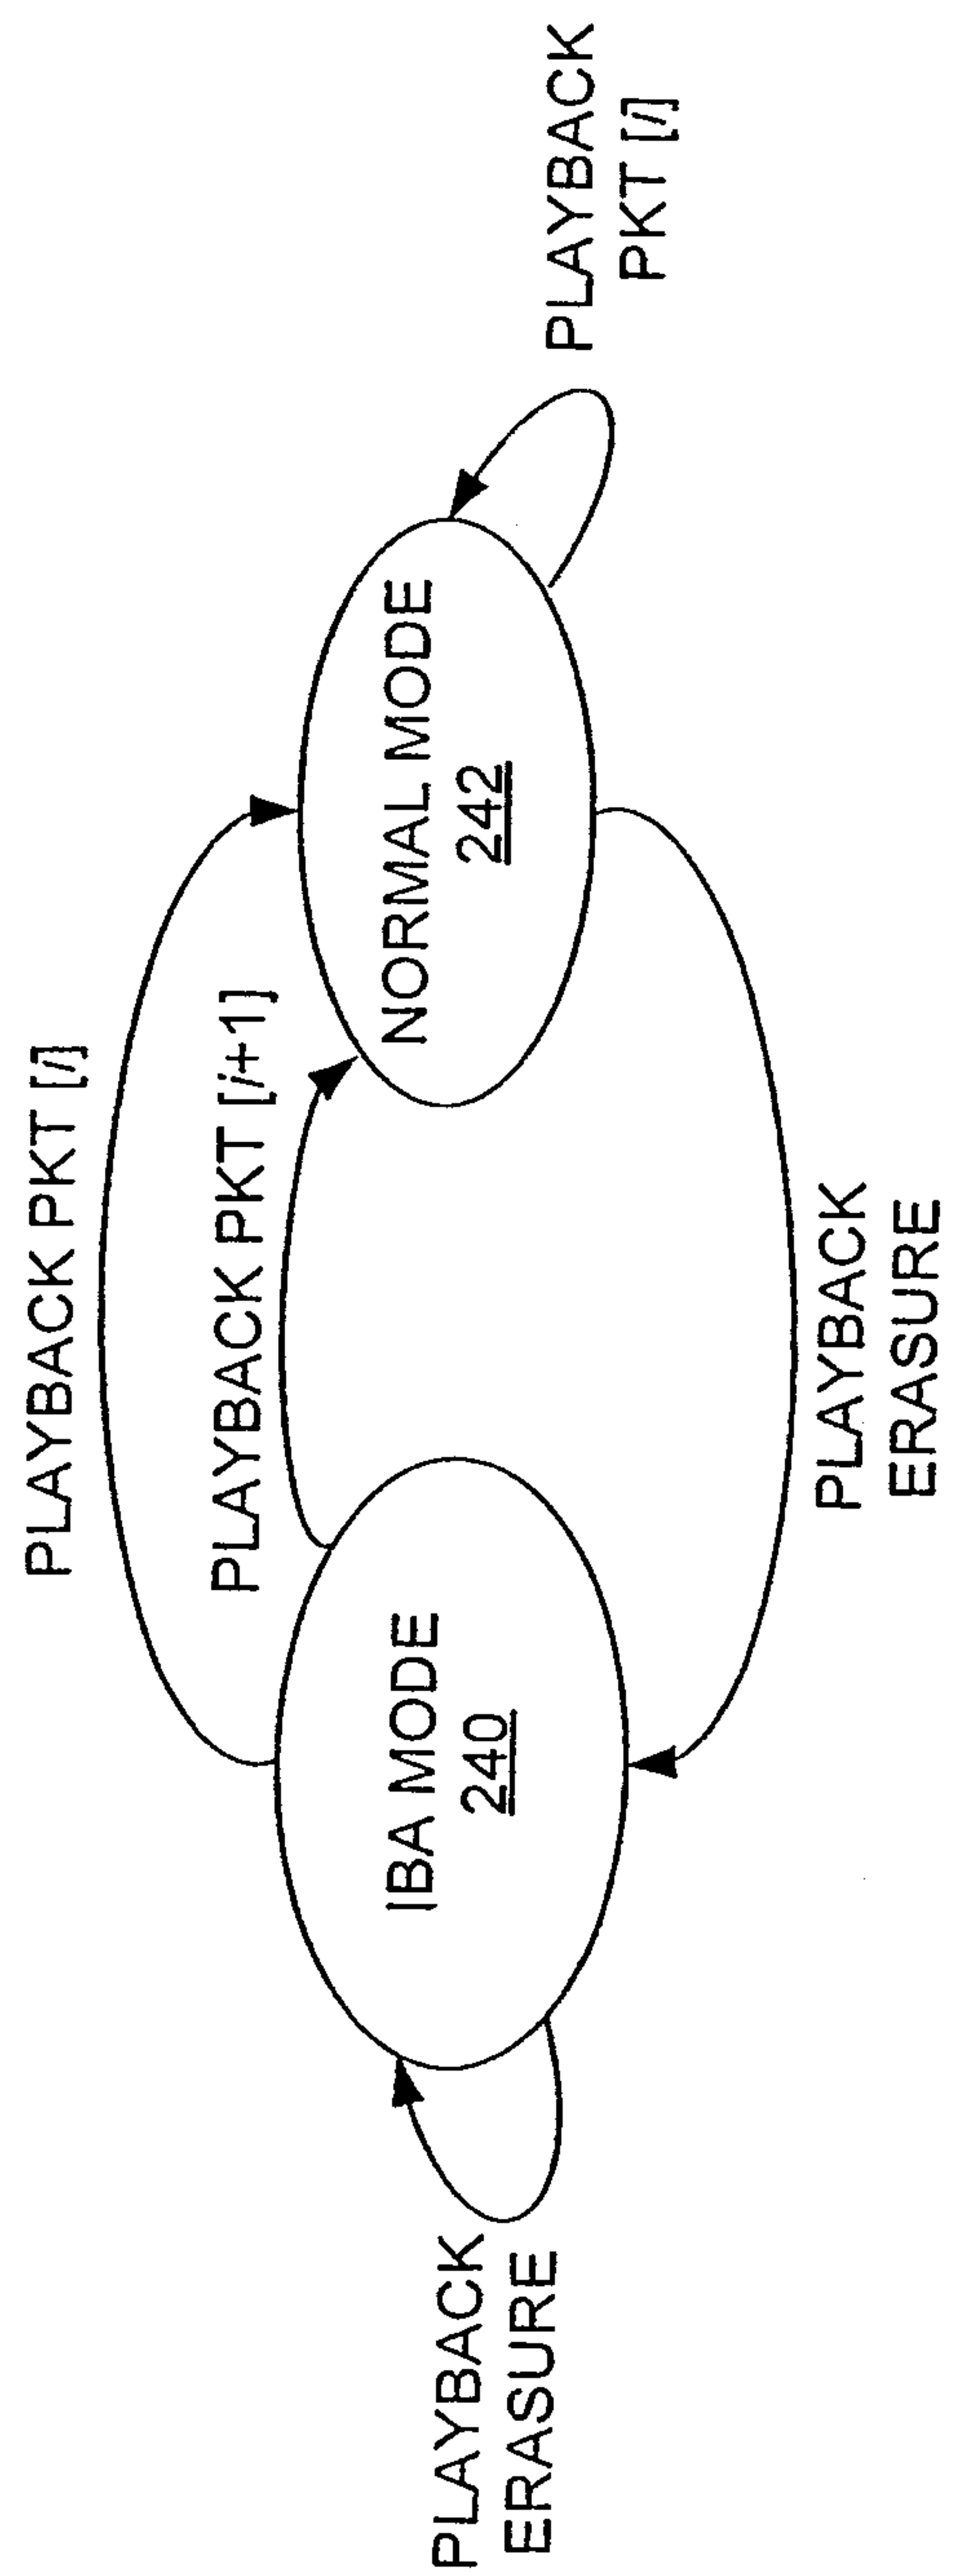 PLAYBACK PKT [i]
PLAYBACK PKT [i+1]
IBA MODE
240
NORMAL MODE
242
PLAYBACK
ERASURE
PLAYBACK
PKT [i]
PLAYBACK
ERASURE